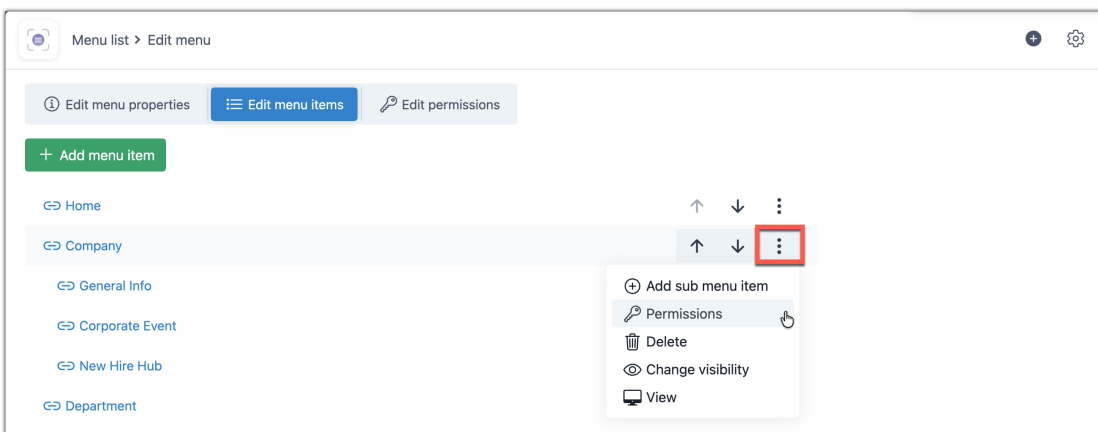 Menu list > Edit menu
Edit menu properties Edit menu items Edit permissions
+ Add menu item
Home
Company
General Info
Add sub menu item
Permissions
Corporate Event
Delete
New Hire Hub
Change visibility
View
Department